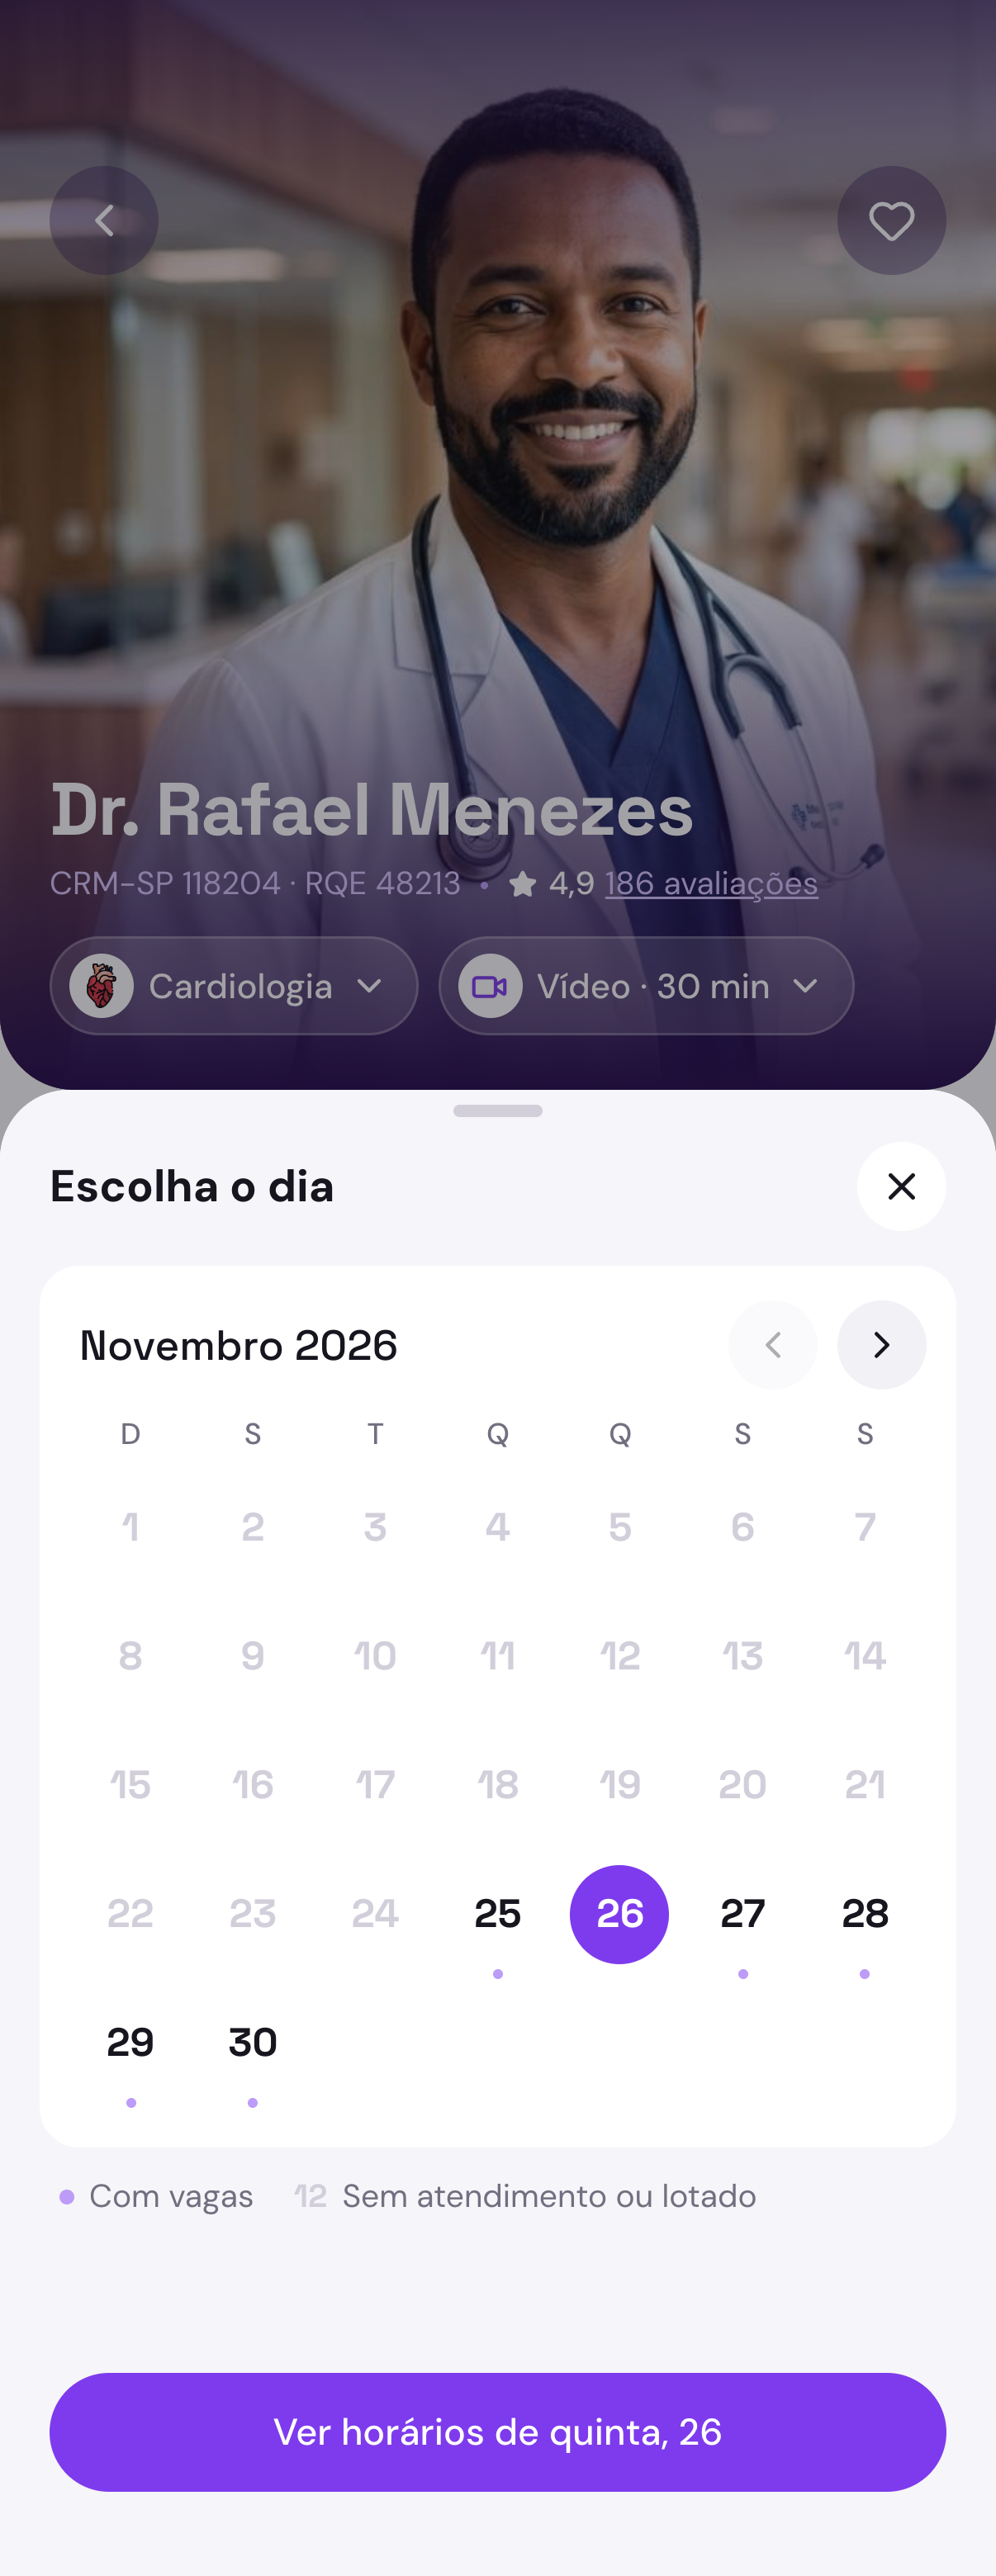 Dr. Rafael Menezes
CRM-SP 118204 · RQE 48213 • 4,9 186 avaliações
Cardiologia
Vídeo · 30 min
Escolha o dia
Novembro 2026
D S T Q Q S S
1 2 3 4 5 6 7
8 9 10 11 12 13 14
15 16 17 18 19 20 21
22 23 24 25 26 27 28
29 30
Com vagas 12 Sem atendimento ou lotado
Ver horários de quinta, 26